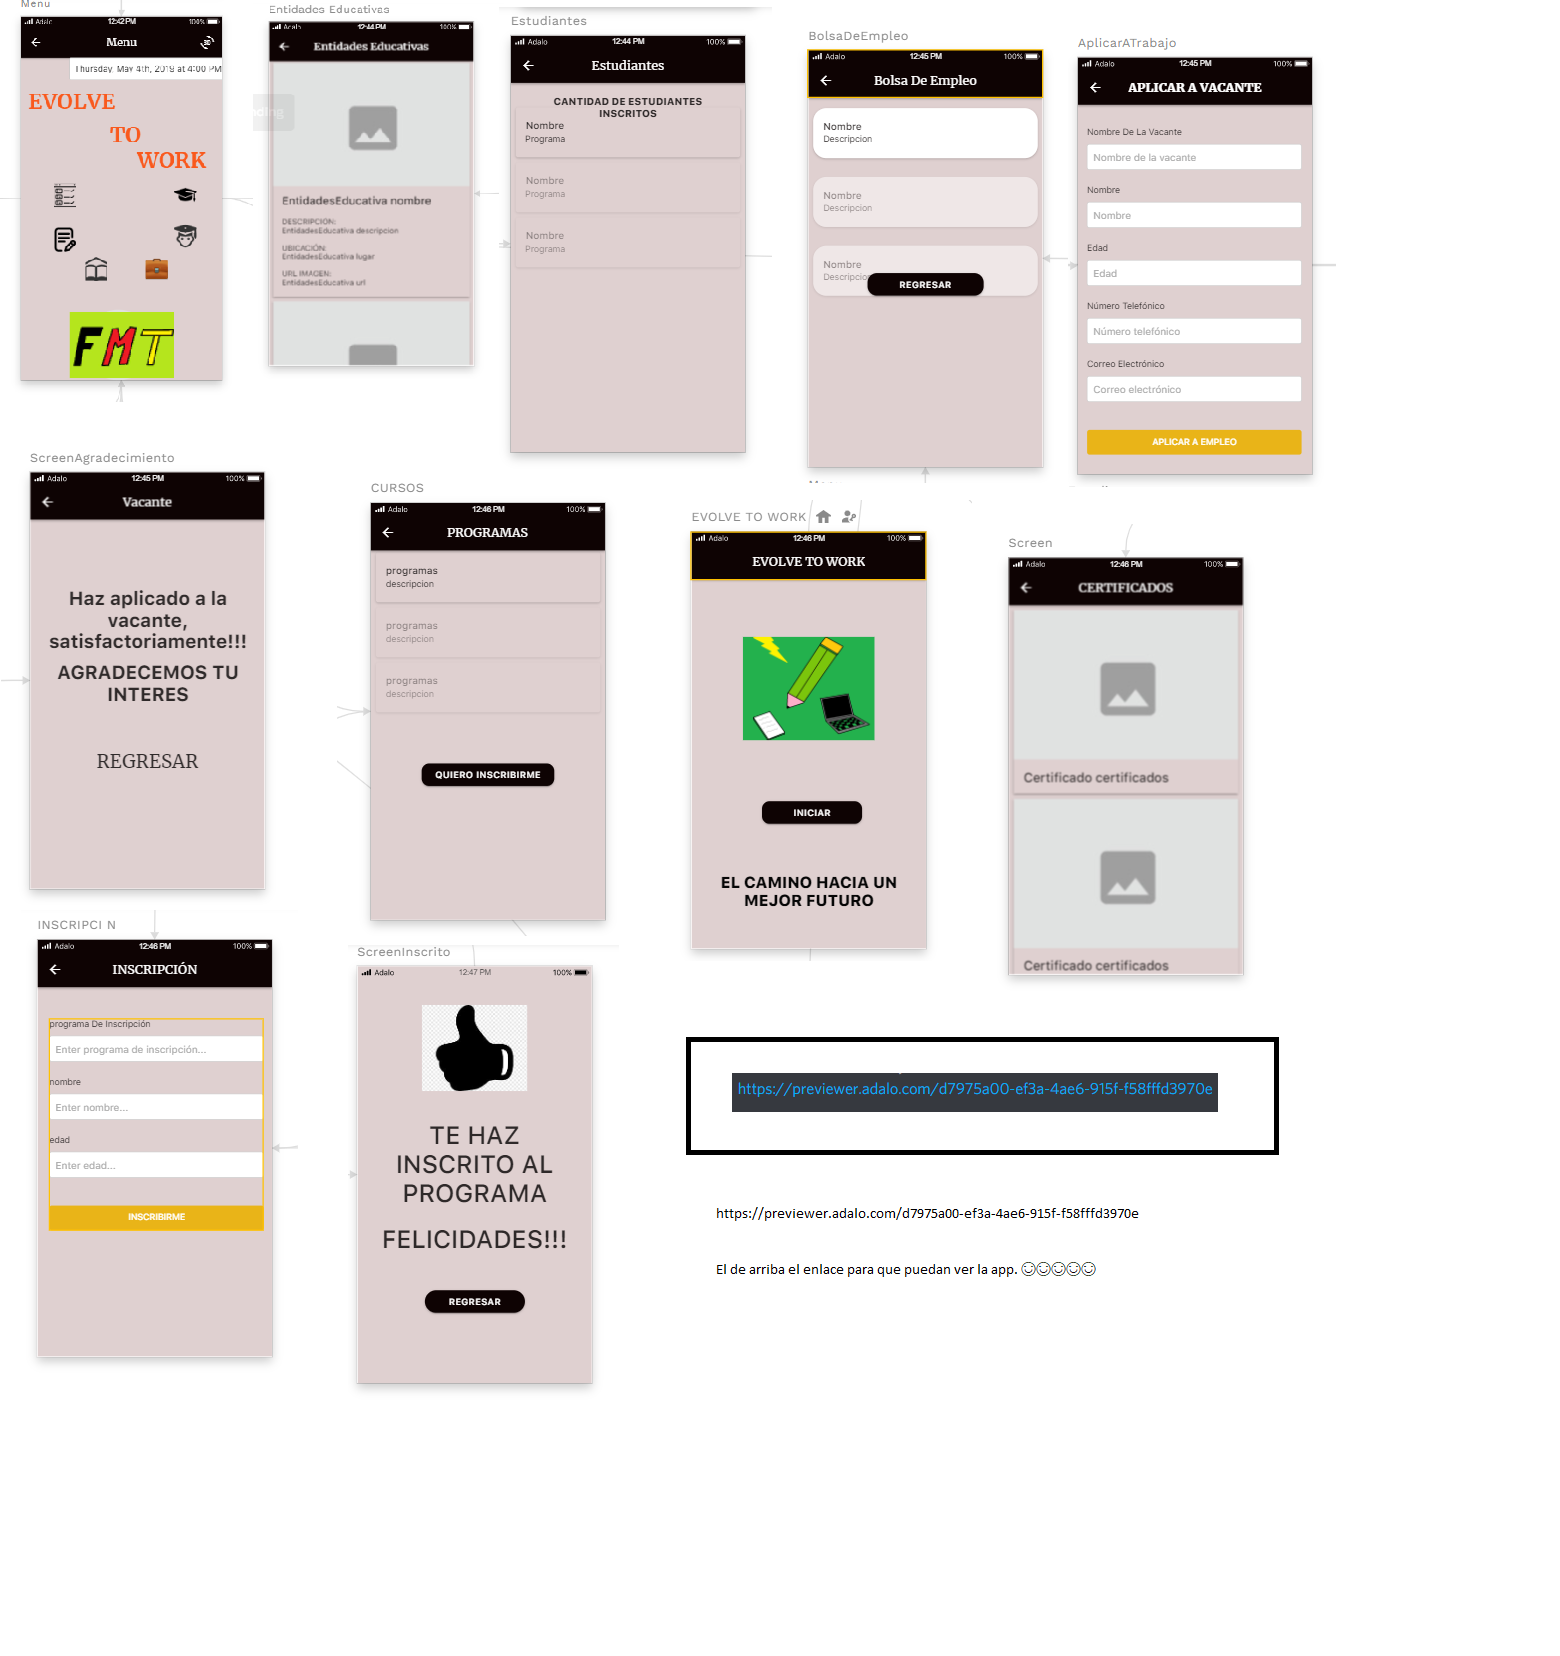 Menu
Adalo 12:42PM 100%
Menu
Thursday, May 4th, 2019 at 4:00 PM
EVOLVE
TO
WORK
FMT
Entidades Educativas
Adalo 12:44 PM 100%
Entidades Educativas
EntidadesEducativa nombre
DESCRIPCION:
EntidadesEducativa descripcion
UBICACIÓN:
EntidadesEducativa lugar
URL IMAGEN:
EntidadesEducativa url
Estudiantes
Adalo 12:44 PM 100%
Estudiantes
CANTIDAD DE ESTUDIANTES
INSCRITOS
Nombre
Programa
Nombre
Programa
Nombre
Programa
BolsaDeEmpleo
Adalo 12:45 PM 100%
Bolsa De Empleo
Nombre
Descripcion
Nombre
Descripcion
Nombre
Descripcion
REGRESAR
AplicarATrabajo
Adalo 12:45 PM 100%
APLICAR A VACANTE
Nombre De La Vacante
Nombre de la vacante
Nombre
Nombre
Edad
Edad
Número Telefónico
Número telefónico
Correo Electrónico
Correo electrónico
APLICAR A EMPLEO
ScreenAgradecimiento
Adalo 12:45 PM 100%
Vacante
Haz aplicado a la
vacante,
satisfactoriamente!!!
AGRADECEMOS TU
INTERES
REGRESAR
CURSOS
Adalo 12:46 PM 100%
PROGRAMAS
programas
descripcion
programas
descripcion
programas
descripcion
QUIERO INSCRIBIRME
EVOLVE TO WORK
Adalo 12:46 PM 100%
EVOLVE TO WORK
INICIAR
EL CAMINO HACIA UN
MEJOR FUTURO
Screen
Adalo 12:46 PM 100%
CERTIFICADOS
Certificado certificados
Certificado certificados
INSCRIPCI N
Adalo 12:46 PM 100%
INSCRIPCIÓN
programa De Inscripción
Enter programa de inscripción...
nombre
Enter nombre...
edad
Enter edad...
INSCRIBIRME
ScreenInscrito
Adalo 12:47 PM 100%
TE HAZ
INSCRITO AL
PROGRAMA
FELICIDADES!!!
REGRESAR
https://previewer.adalo.com/d7975a00-ef3a-4ae6-915f-f58fffd3970e
https://previewer.adalo.com/d7975a00-ef3a-4ae6-915f-f58fffd3970e
El de arriba el enlace para que puedan ver la app. ☺☺☺☺☺